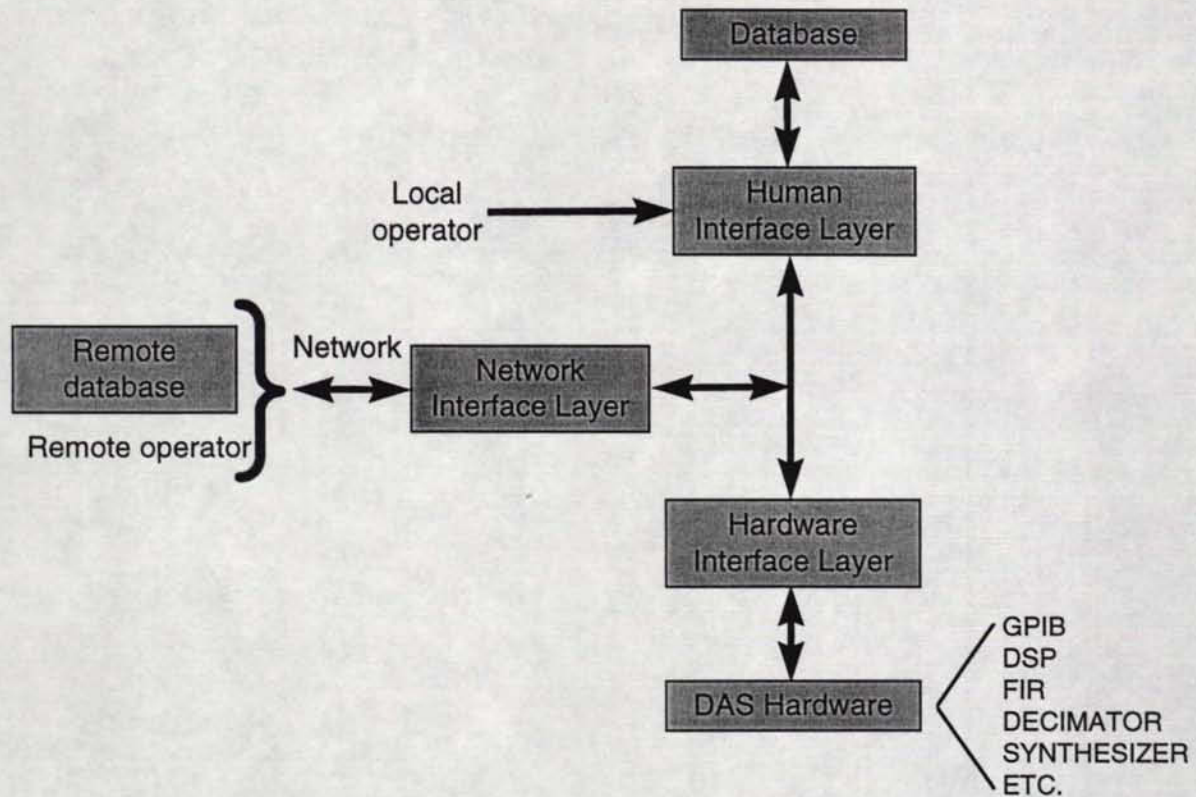 Database
Local
operator
Human
Interface Layer
Remote
database
Remote operator
Network
Network
Interface Layer
Hardware
Interface Layer
DAS Hardware
GPIB
DSP
FIR
DECIMATOR
SYNTHESIZER
ETC.